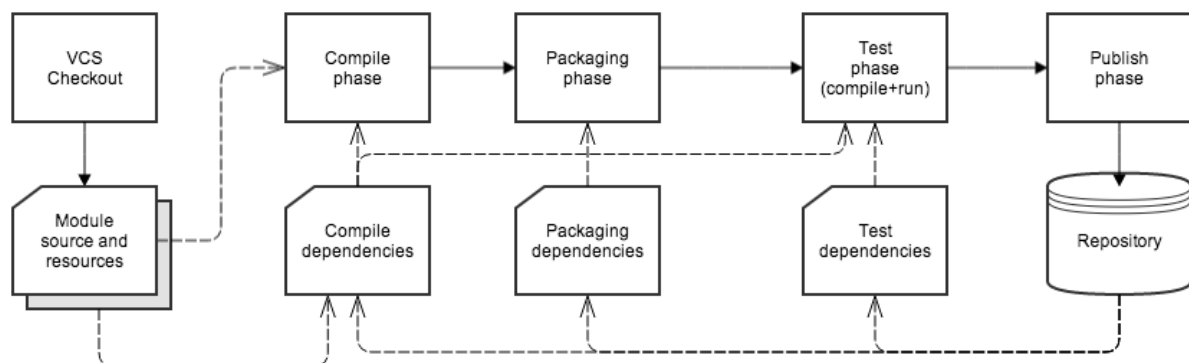 VCS
Checkout
Compile
phase
Packaging
phase
Test
phase
(compile+run)
Publish
phase
Module
source and
resources
Compile
dependencies
Packaging
dependencies
Test
dependencies
Repository